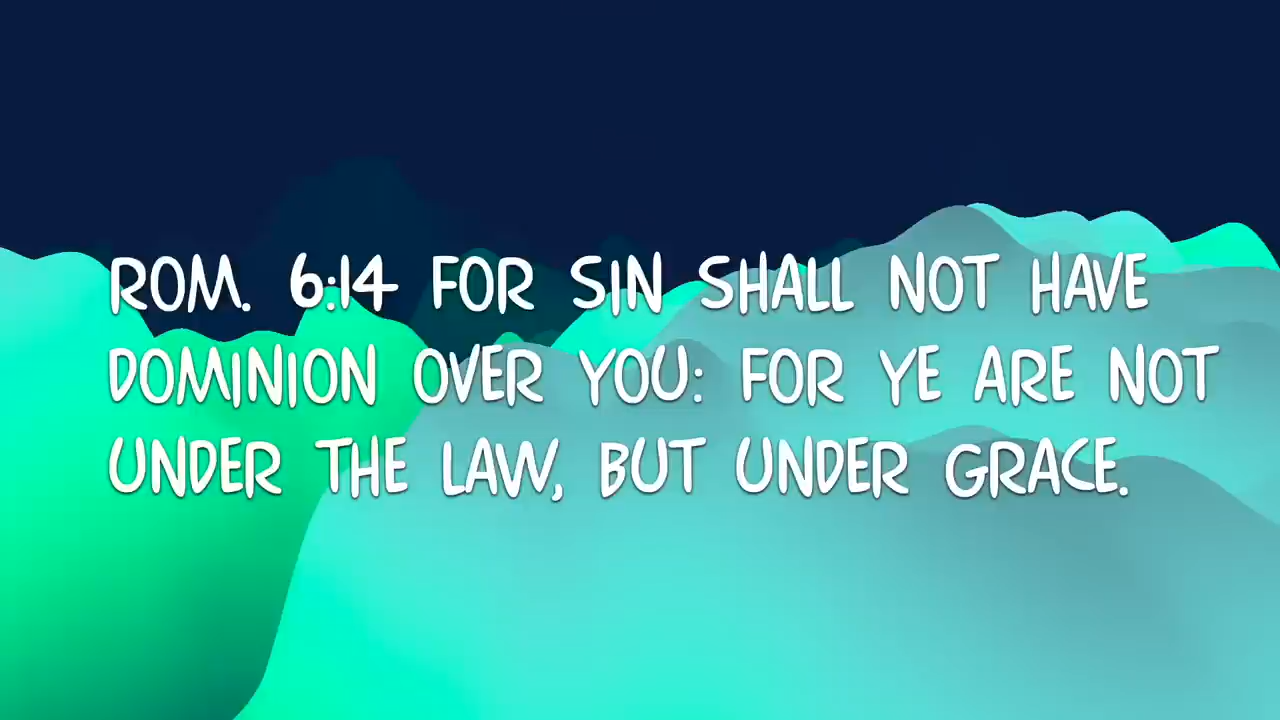 ROM. 6:14 FOR SIN SHALL NOT HAVE
DOMINION OVER YOU: FOR YE ARE NOT
UNDER THE LAW, BUT UNDER GRACE.